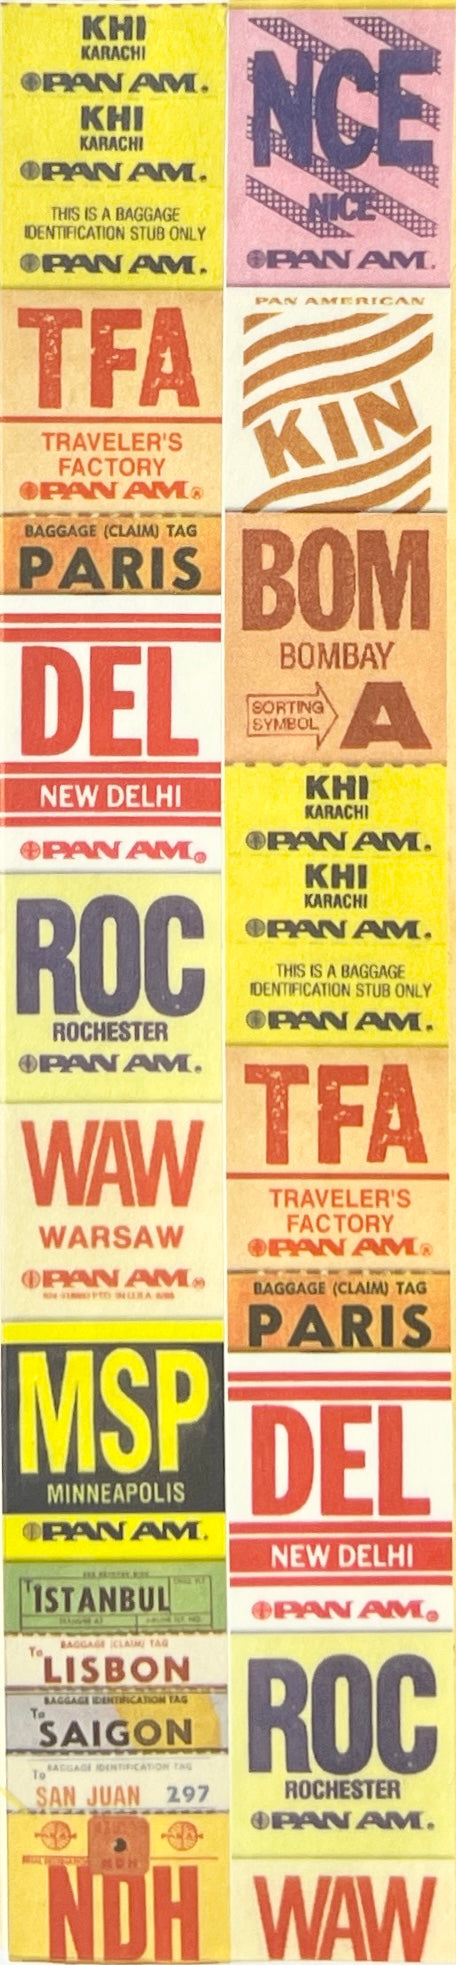 KHI
KARACHI
PAN AM.
KHI
KARACHI
PAN AM.
THIS IS A BAGGAGE
IDENTIFICATION STUB ONLY
PAN AM.
TFA
TRAVELER'S
FACTORY
PAN AM.®
BAGGAGE (CLAIM) TAG
PARIS
DEL
NEW DELHI
PAN AM.®
ROC
ROCHESTER
PAN AM.
WAW
WARSAW
PAN AM.®
MSP
MINNEAPOLIS
PAN AM.
To
ISTANBUL
BAGGAGE (CLAIM) TAG
To
LISBON
BAGGAGE IDENTIFICATION TAG
To
SAIGON
BAGGAGE IDENTIFICATION TAG
To
SAN JUAN 297
NDH
NCE
NICE
PAN AM.
PAN AMERICAN
KIN
BOM
BOMBAY
SORTING
SYMBOL
A
KHI
KARACHI
PAN AM.
KHI
KARACHI
PAN AM.
THIS IS A BAGGAGE
IDENTIFICATION STUB ONLY
PAN AM.
TFA
TRAVELER'S
FACTORY
PAN AM.®
BAGGAGE (CLAIM) TAG
PARIS
DEL
NEW DELHI
PAN AM.®
ROC
ROCHESTER
PAN AM.
WAW